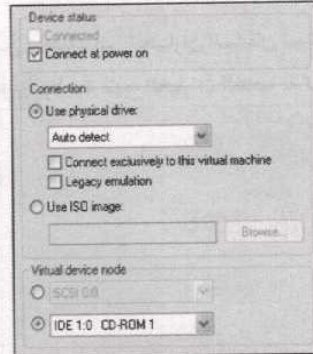 Device status
Connected
Connect at power on
Connection
Use physical drive:
Auto detect
Connect exclusively to this virtual machine
Legacy emulation
Use ISO image:
Browse...
Virtual device node
SCSI 0:0
IDE 1:0 CD-ROM 1